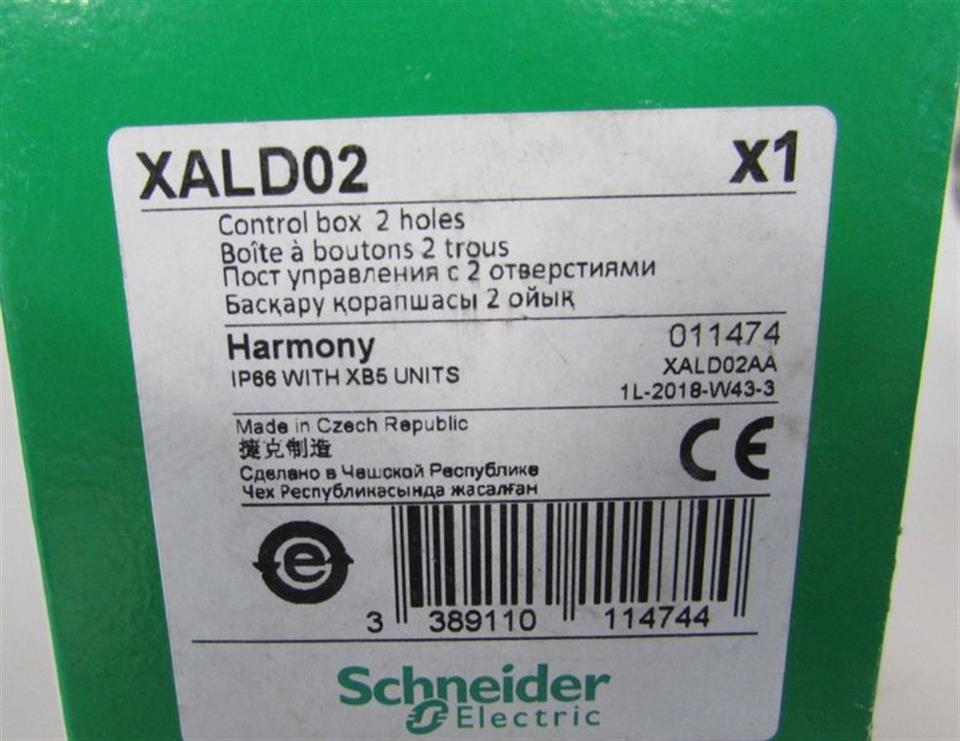 XALD02 x1
Control box 2 holes
Boîte à boutons 2 trous
Пост управления с 2 отверстиями
Басқару қорапшасы 2 ойық
Harmony 011474
IP66 WITH XB5 UNITS XALD02AA
1L-2018-W43-3
Made in Czech Republic
捷克制造
Сделано в Чешской Республике
Чех Республикасында жасалған
CE
e
3 389110 114744
Schneider
Electric